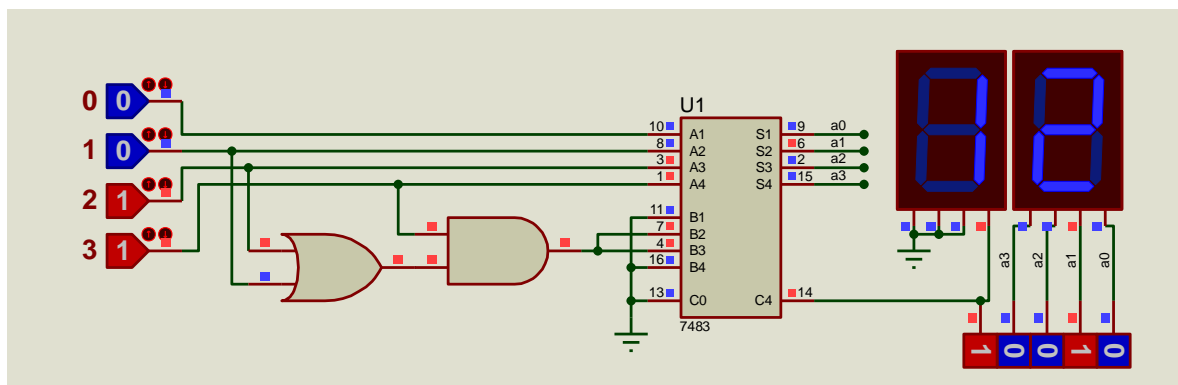 0 0
1 0
2 1
3 1
U1
10 A1 S1 9 a0
8 A2 S2 6 a1
3 A3 S3 2 a2
1 A4 S4 15 a3
11 B1
7 B2
4 B3
16 B4
13 C0 C4 14
7483
12
a3 a2 a1 a0
1 0 0 1 0